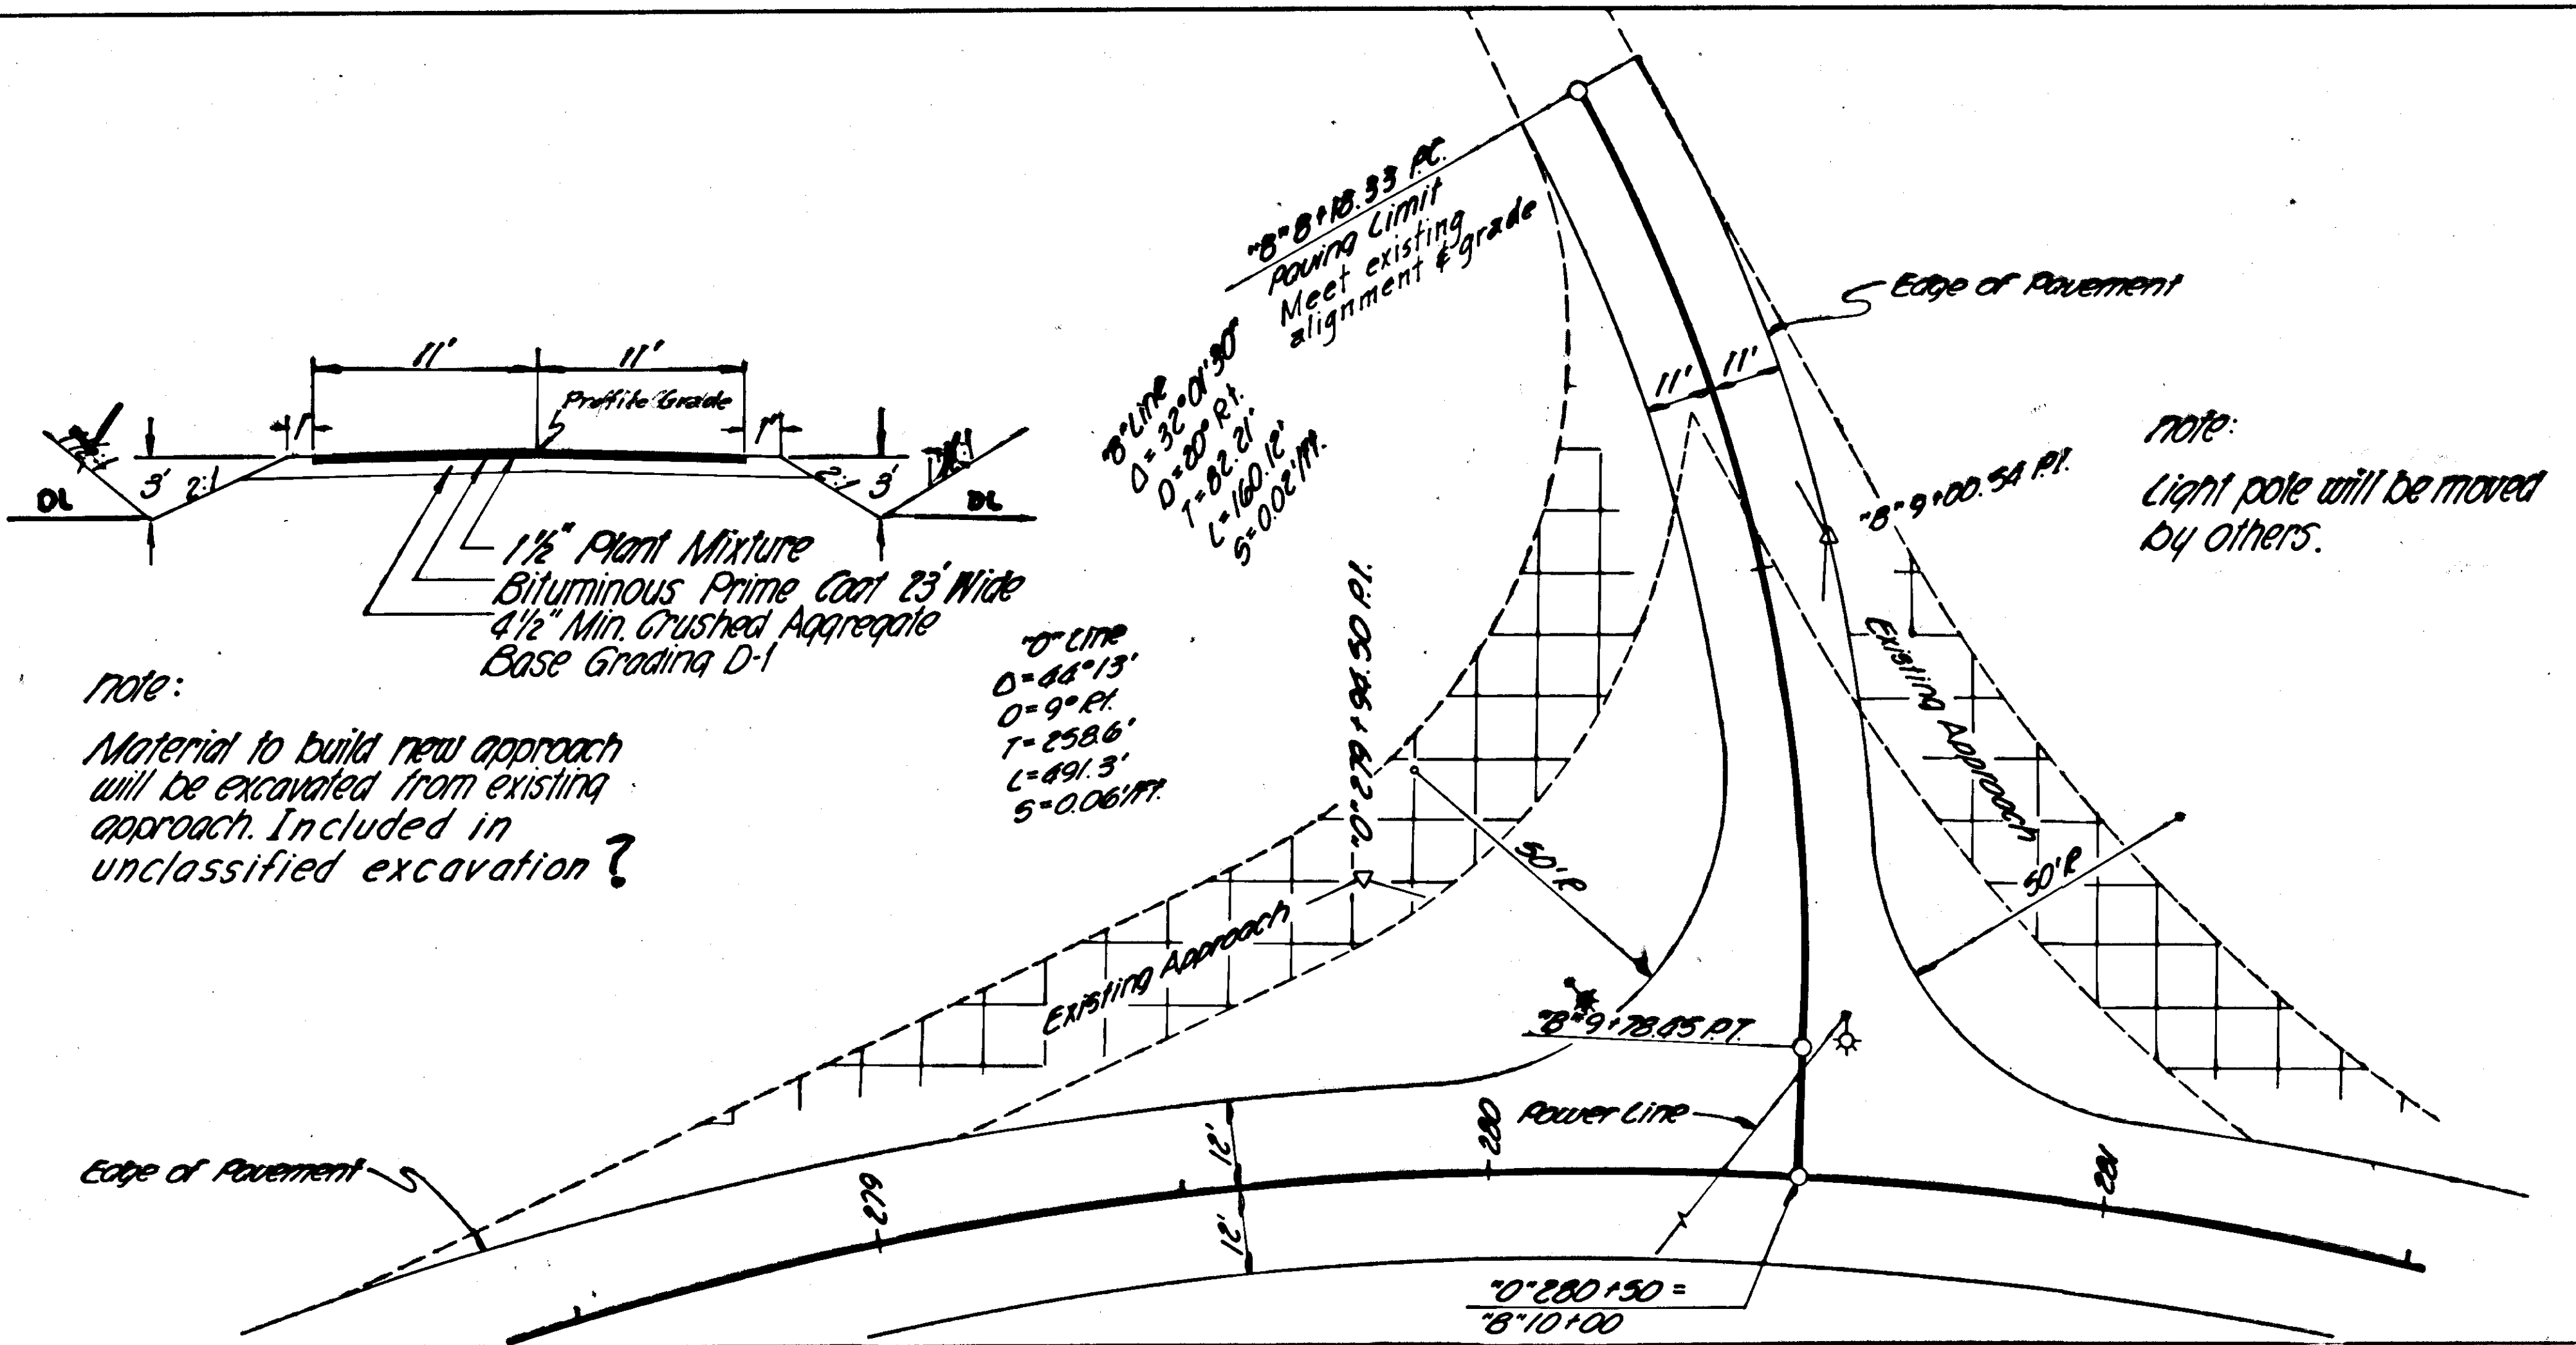 11'
11'
Profile Grade
1'
1'
3'
2:1
2:1
3'
DL
DL
1½" Plant Mixture
Bituminous Prime Coat 23' Wide
4½" Min. Crushed Aggregate
Base Grading D-1
note:
Material to build new approach
will be excavated from existing
approach. Included in
unclassified excavation ?
"B" 8+18.33 P.C.
Paving Limit
Meet existing
alignment & grade
"B" Line
Δ=32°01'30"
D=20° Rt.
T=82.21'
L=160.12'
S=0.02'/Ft.
"O" Line
Δ=44°13'
D=9° Rt.
T=258.6'
L=491.3'
S=0.06'/Ft.
"O" 279+94.50 P.I.
Edge of Pavement
11'
11'
note:
Light pole will be moved
by others.
"B" 9+00.54 P.I.
Existing Approach
50'R
50'R
Existing Approach
"B" 9+78.45 P.T.
Power Line
Edge of Pavement
12'
12'
279
280
281
"O" 280+50 =
"B" 10+00